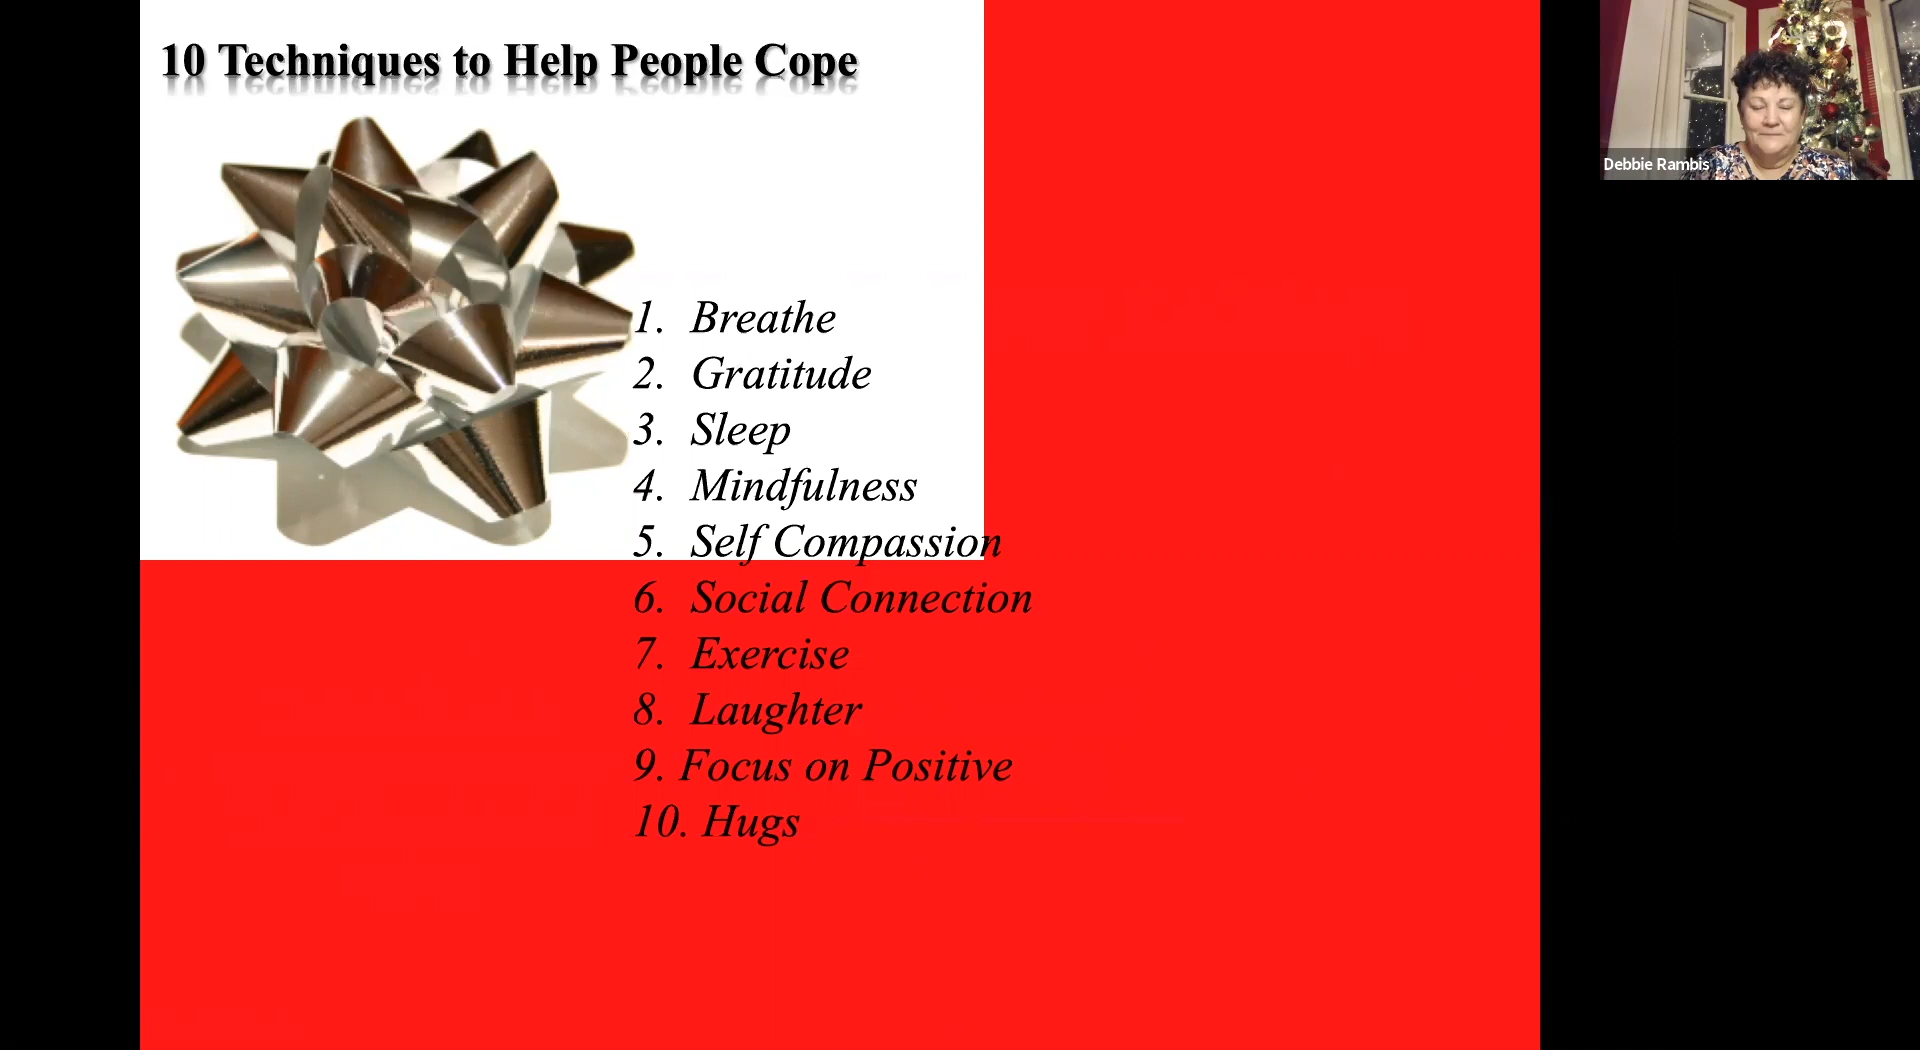 10 Techniques to Help People Cope
1. Breathe
2. Gratitude
3. Sleep
4. Mindfulness
5. Self Compassion
6. Social Connection
7. Exercise
8. Laughter
9. Focus on Positive
10. Hugs
Debbie Rambis